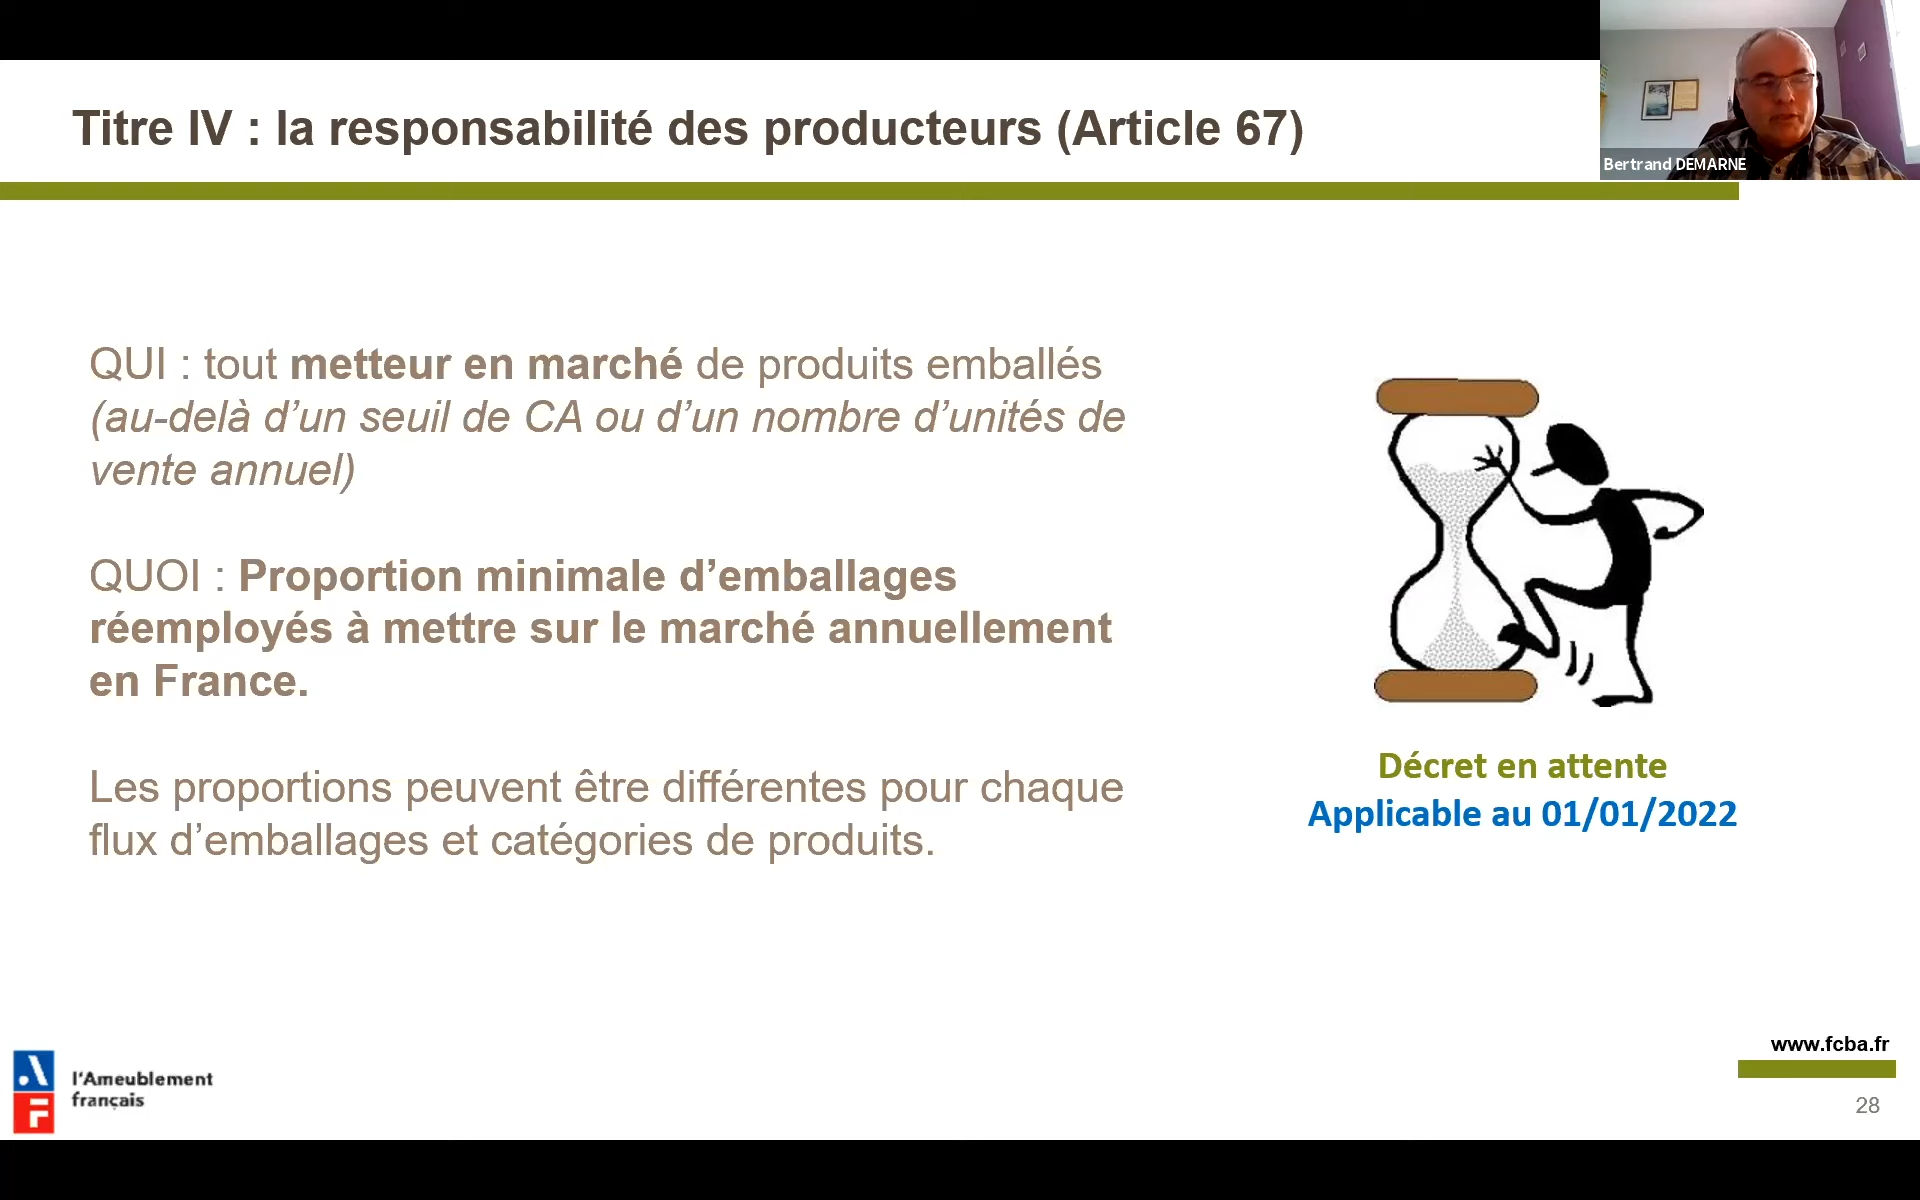 Titre IV : la responsabilité des producteurs (Article 67)
Bertrand DEMARNE
QUI : tout metteur en marché de produits emballés
(au-delà d’un seuil de CA ou d’un nombre d’unités de
vente annuel)
QUOI : Proportion minimale d’emballages
réemployés à mettre sur le marché annuellement
en France.
Les proportions peuvent être différentes pour chaque
flux d’emballages et catégories de produits.
Décret en attente
Applicable au 01/01/2022
www.fcba.fr
AF
l'Ameublement
français
28